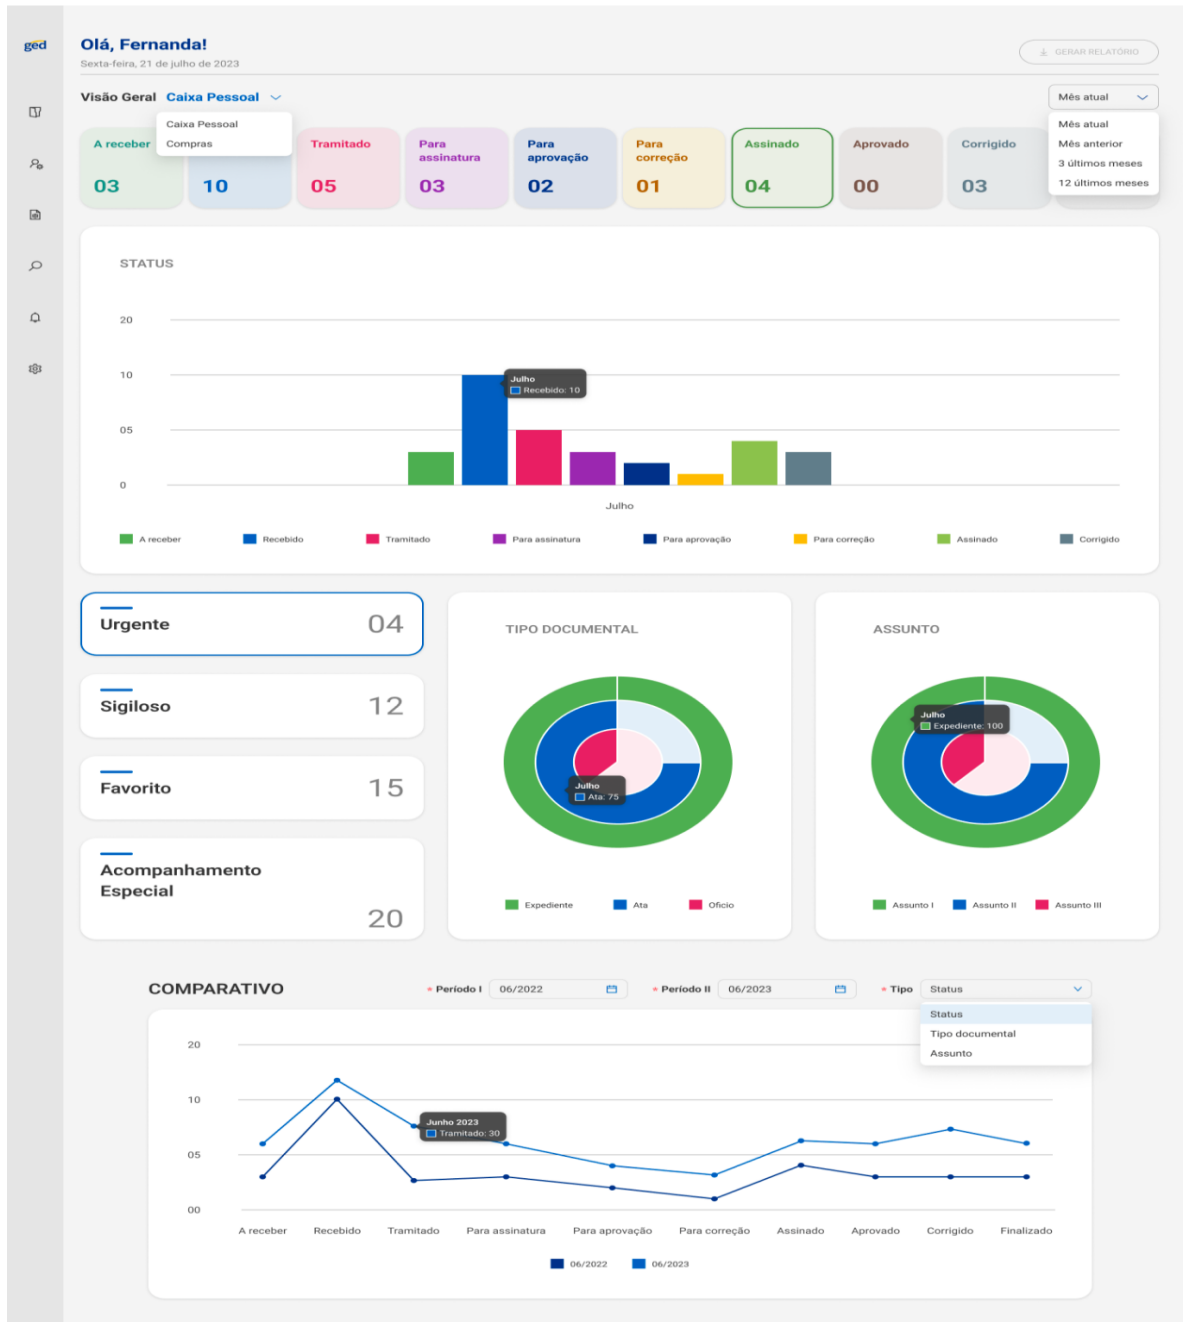 ged
Olá, Fernanda!
Sexta-feira, 21 de julho de 2023
GERAR RELATÓRIO
Visão Geral Caixa Pessoal
Mês atual
Caixa Pessoal
Compras
Mês atual
Mês anterior
3 últimos meses
12 últimos meses
A receber
03
10
Tramitado
05
Para
assinatura
03
Para
aprovação
02
Para
correção
01
Assinado
04
Aprovado
00
Corrigido
03
STATUS
20
10
05
0
Julho
Recebido: 10
Julho
A receber Recebido Tramitado Para assinatura Para aprovação Para correção Assinado Corrigido
Urgente 04
Sigiloso 12
Favorito 15
Acompanhamento
Especial
20
TIPO DOCUMENTAL
Julho
Ata: 75
Expediente Ata Oficio
ASSUNTO
Julho
Expediente: 100
Assunto I Assunto II Assunto III
COMPARATIVO
* Período I 06/2022 * Período II 06/2023 * Tipo Status
Status
Tipo documental
Assunto
20
10
05
00
Junho 2023
Tramitado: 30
A receber Recebido Tramitado Para assinatura Para aprovação Para correção Assinado Aprovado Corrigido Finalizado
06/2022 06/2023